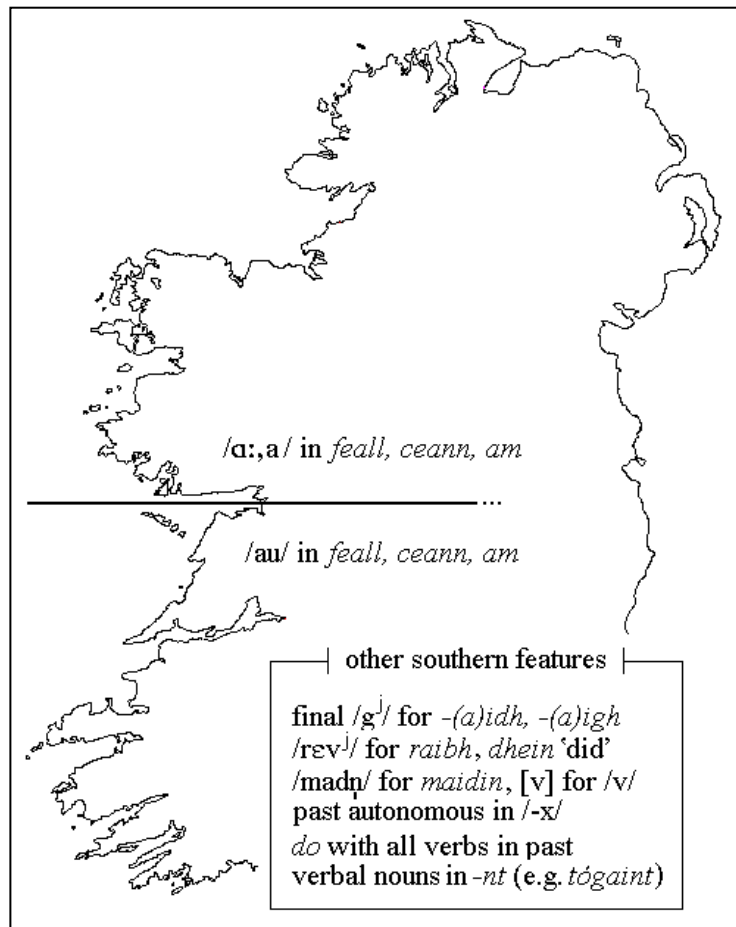 /ɑː,a/ in feall, ceann, am
...
/au/ in feall, ceann, am
other southern features
final /gʲ/ for -(a)idh, -(a)igh
/rɛvʲ/ for raibh, dhein ‘did’
/madn̩/ for maidin, [v] for /v/
past autonomous in /-x/
do with all verbs in past
verbal nouns in -nt (e.g. tógaint)